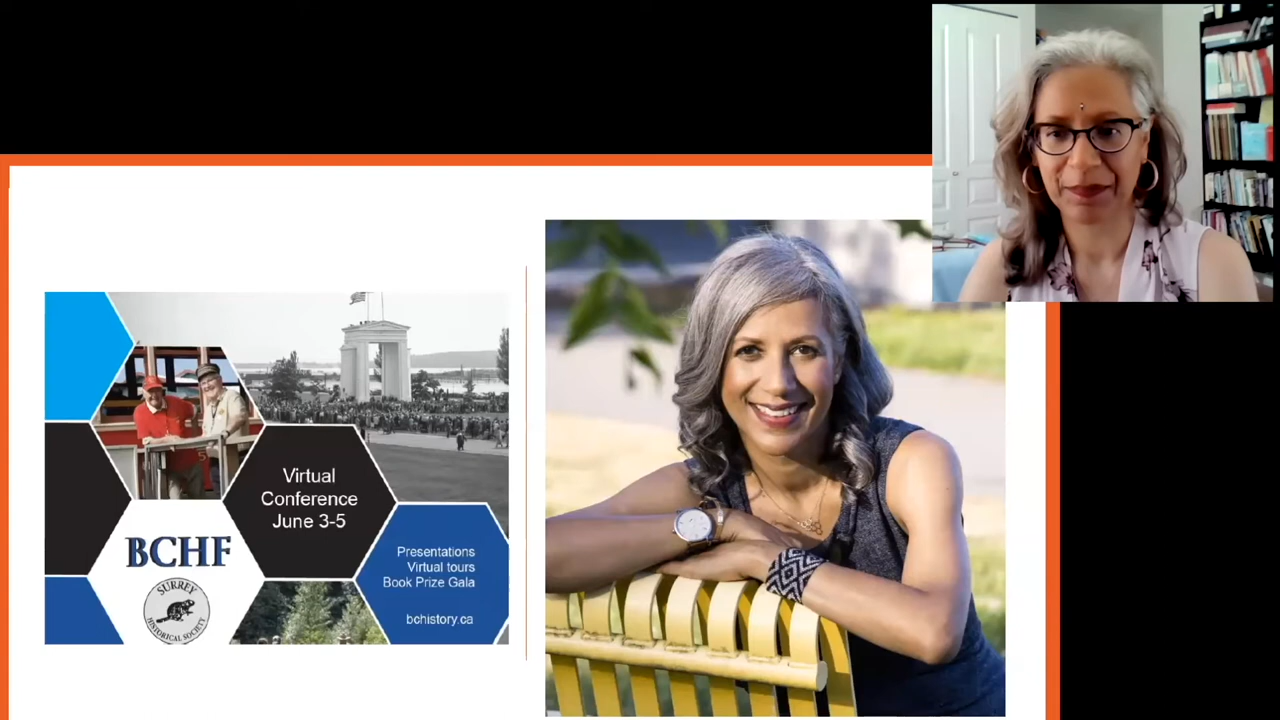 Virtual
Conference
June 3-5
BCHF
Presentations
Virtual tours
Book Prize Gala
bchistory.ca
SURREY
HISTORICAL SOCIETY